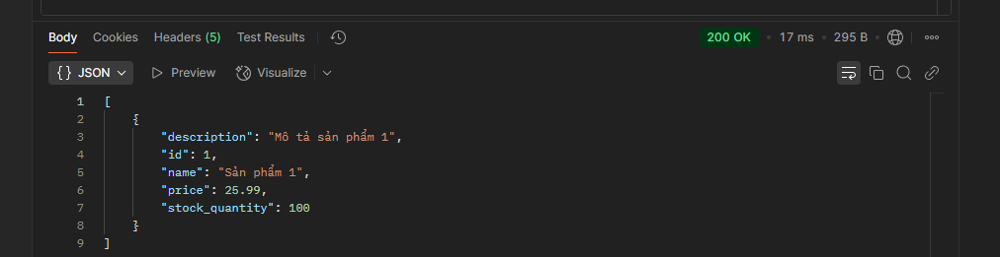 Body Cookies Headers (5) Test Results 200 OK • 17 ms • 295 B •
{} JSON Preview Visualize
1 [
2 {
3 "description": "Mô tả sản phẩm 1",
4 "id": 1,
5 "name": "Sản phẩm 1",
6 "price": 25.99,
7 "stock_quantity": 100
8 }
9 ]